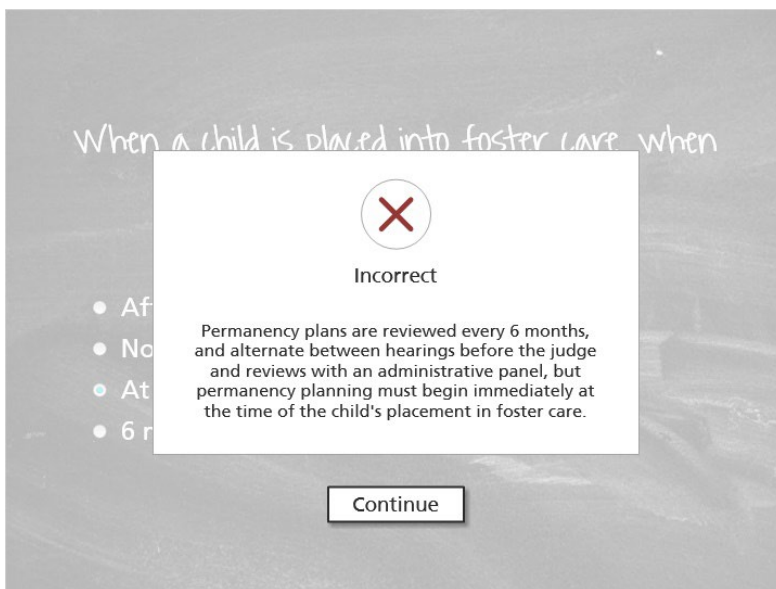 When a child is placed into foster care, when
Incorrect
Af
No
At
6
Permanency plans are reviewed every 6 months,
and alternate between hearings before the judge
and reviews with an administrative panel, but
permanency planning must begin immediately at
the time of the child's placement in foster care.
Continue